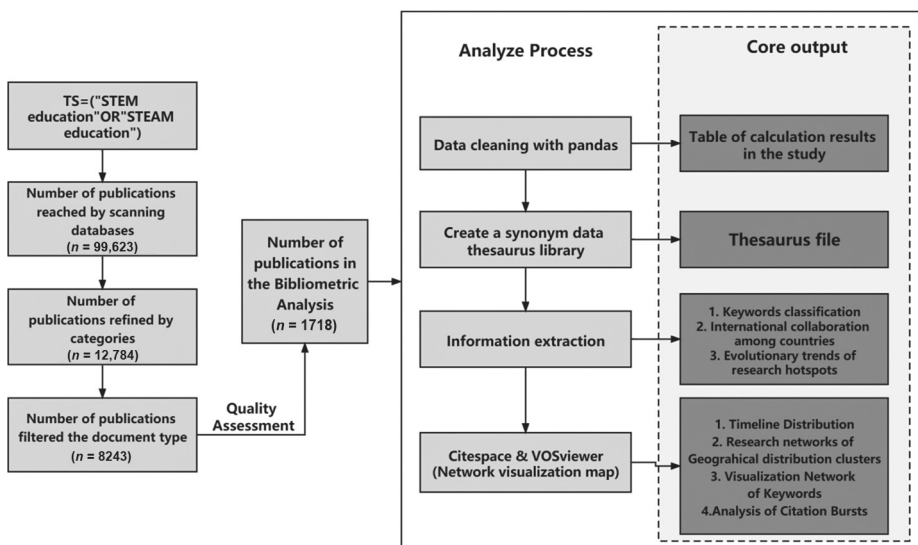 TS=("STEM
education"OR"STEAM
education")
Number of publications
reached by scanning
databases
(n = 99,623)
Number of
publications refined by
categories
(n = 12,784)
Number of publications
filtered the document type
(n = 8243)
Quality
Assessment
Number of
publications in
the Bibliometric
Analysis
(n = 1718)
Analyze Process
Core output
Data cleaning with pandas
Table of calculation results
in the study
Create a synonym data
thesaurus library
Thesaurus file
Information extraction
1. Keywords classification
2. International collaboration
among countries
3. Evolutionary trends of
research hotspots
Citespace & VOSviewer
(Network visualization map)
1. Timeline Distribution
2. Research networks of
Geograhical distribution clusters
3. Visualization Network
of Keywords
4.Analysis of Citation Bursts